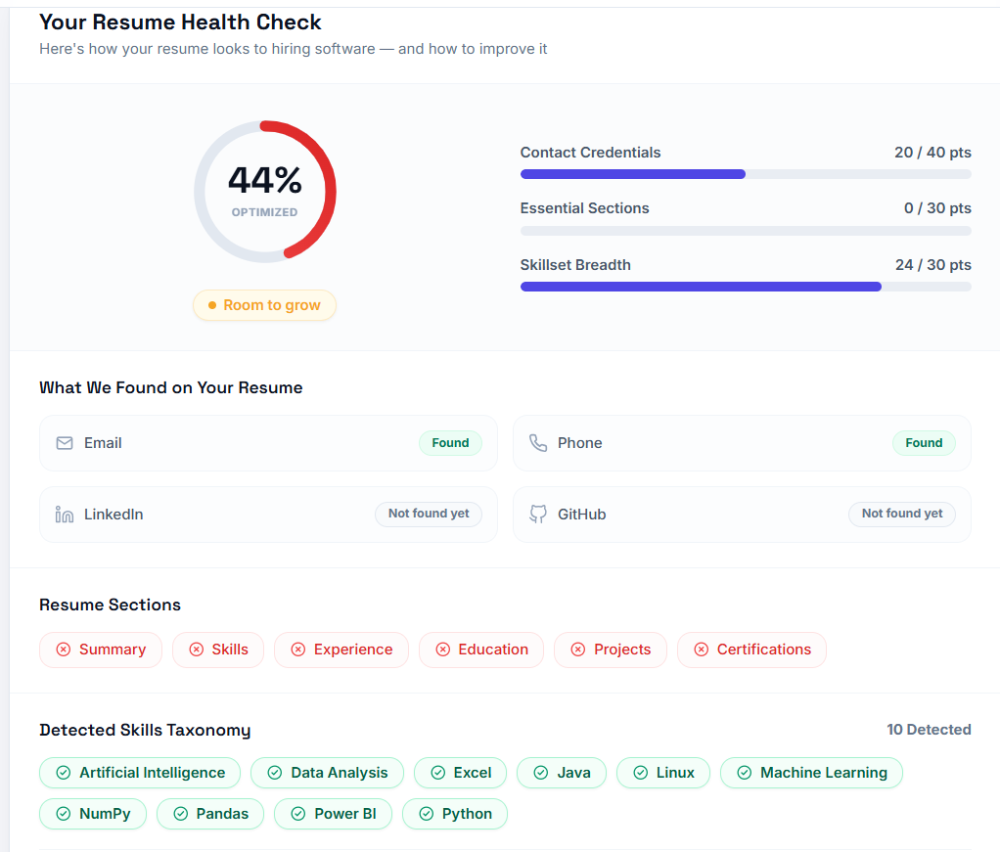 Your Resume Health Check
Here's how your resume looks to hiring software — and how to improve it
44%
OPTIMIZED
Room to grow
Contact Credentials 20 / 40 pts
Essential Sections 0 / 30 pts
Skillset Breadth 24 / 30 pts
What We Found on Your Resume
Email Found Phone Found
LinkedIn Not found yet GitHub Not found yet
Resume Sections
Summary Skills Experience Education Projects Certifications
Detected Skills Taxonomy 10 Detected
Artificial Intelligence Data Analysis Excel Java Linux Machine Learning
NumPy Pandas Power BI Python